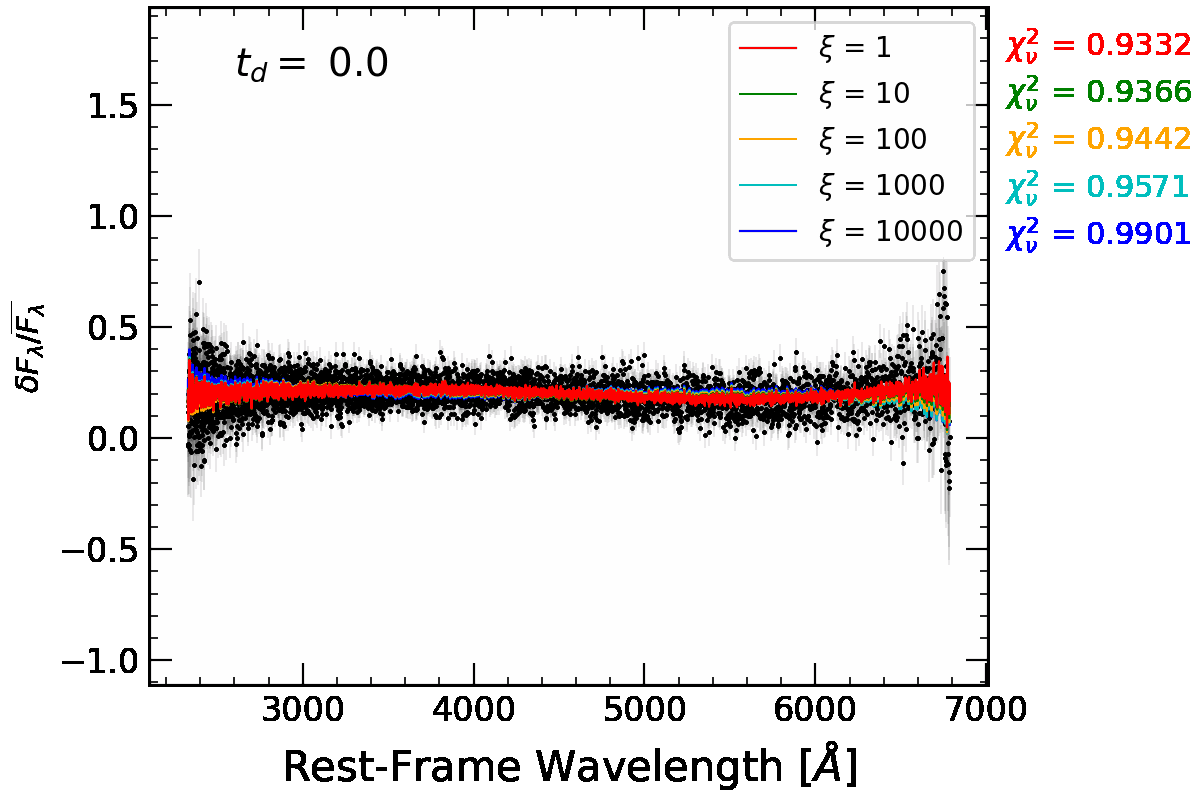 t_d = 0.0
ξ = 1
ξ = 10
ξ = 100
ξ = 1000
ξ = 10000
χ²_ν = 0.9332
χ²_ν = 0.9366
χ²_ν = 0.9442
χ²_ν = 0.9571
χ²_ν = 0.9901
δF_λ/F̅_λ
1.5
1.0
0.5
0.0
−0.5
−1.0
3000 4000 5000 6000 7000
Rest-Frame Wavelength [Å]